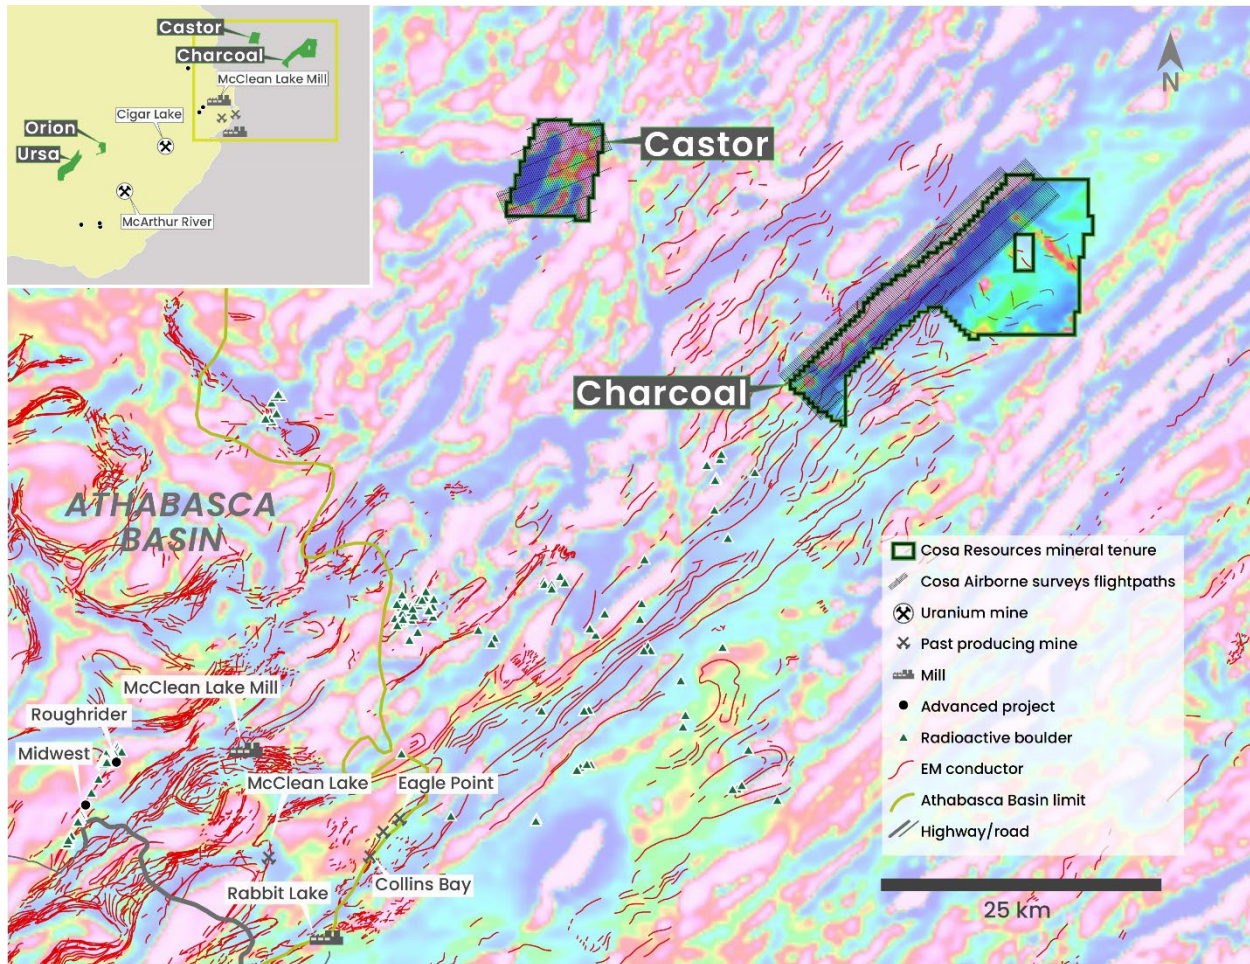 Castor
Charcoal
McClean Lake Mill
Cigar Lake
Orion
Ursa
McArthur River
N
Castor
Charcoal
ATHABASCA
BASIN
McClean Lake Mill
Roughrider
Midwest
McClean Lake
Eagle Point
Rabbit Lake
Collins Bay
Cosa Resources mineral tenure
Cosa Airborne surveys flightpaths
Uranium mine
Past producing mine
Mill
Advanced project
Radioactive boulder
EM conductor
Athabasca Basin limit
Highway/road
25 km